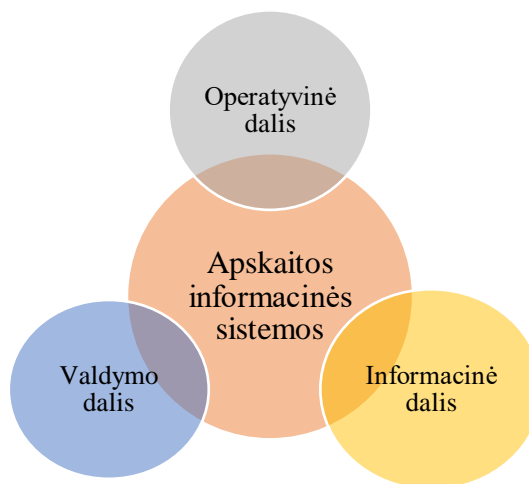 Operatyvinė
dalis
Apskaitos
informacinės
sistemos
Valdymo
dalis
Informacinė
dalis